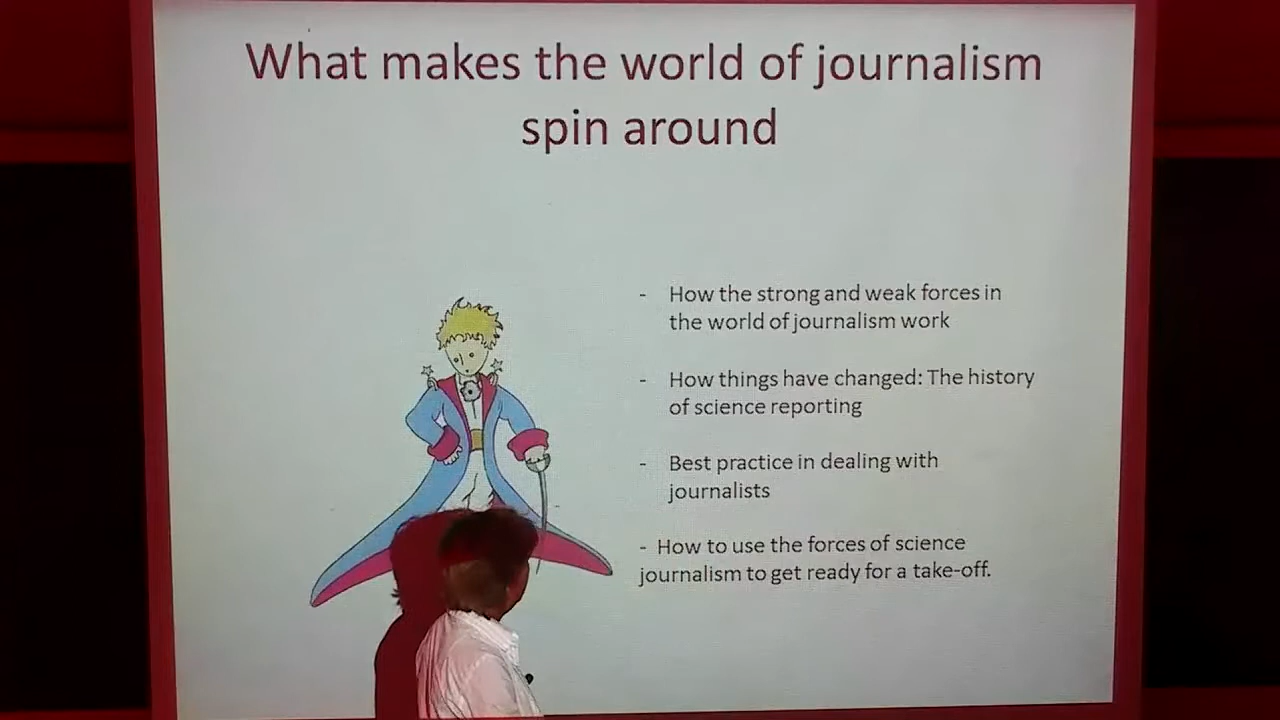 What makes the world of journalism
spin around
- How the strong and weak forces in
the world of journalism work
- How things have changed: The history
of science reporting
- Best practice in dealing with
journalists
- How to use the forces of science
journalism to get ready for a take-off.